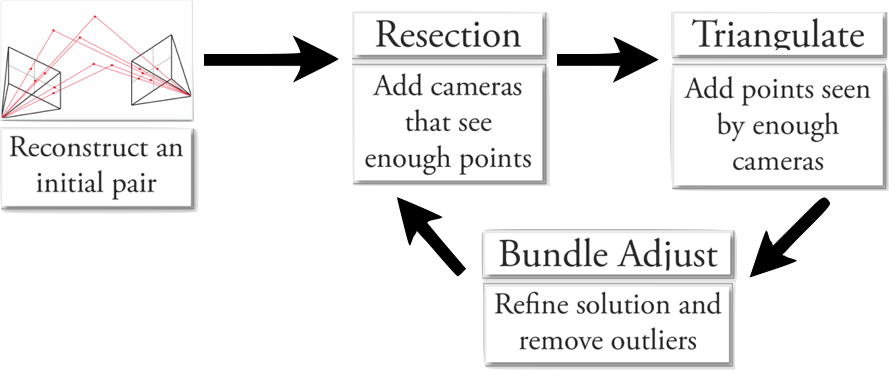 Reconstruct an
initial pair
Resection
Add cameras
that see
enough points
Triangulate
Add points seen
by enough
cameras
Bundle Adjust
Refine solution and
remove outliers